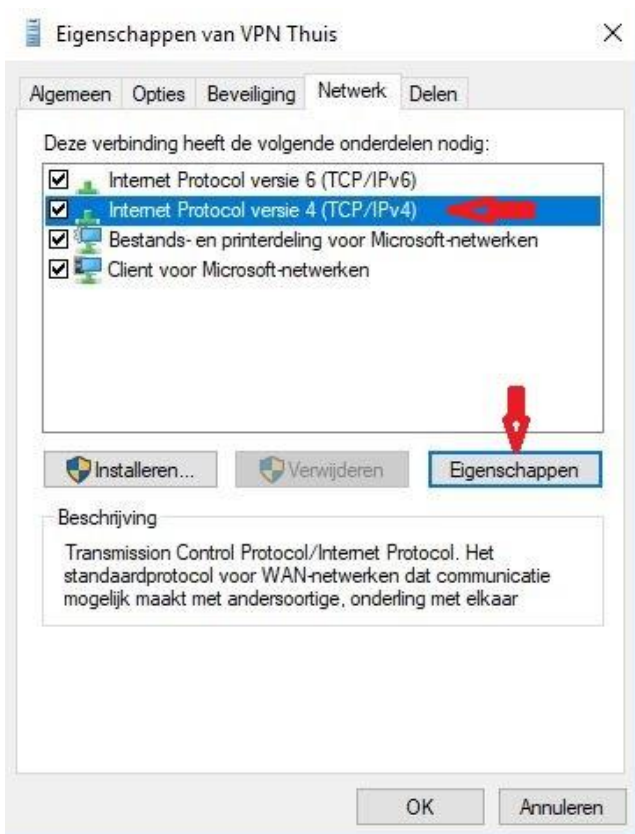 Eigenschappen van VPN Thuis
Algemeen Opties Beveiliging Netwerk Delen
Deze verbinding heeft de volgende onderdelen nodig:
Internet Protocol versie 6 (TCP/IPv6)
Internet Protocol versie 4 (TCP/IPv4)
Bestands- en printerdeling voor Microsoft-netwerken
Client voor Microsoft-netwerken
Installeren... Verwijderen Eigenschappen
Beschrijving
Transmission Control Protocol/Internet Protocol. Het
standaardprotocol voor WAN-netwerken dat communicatie
mogelijk maakt met andersoortige, onderling met elkaar
OK Annuleren